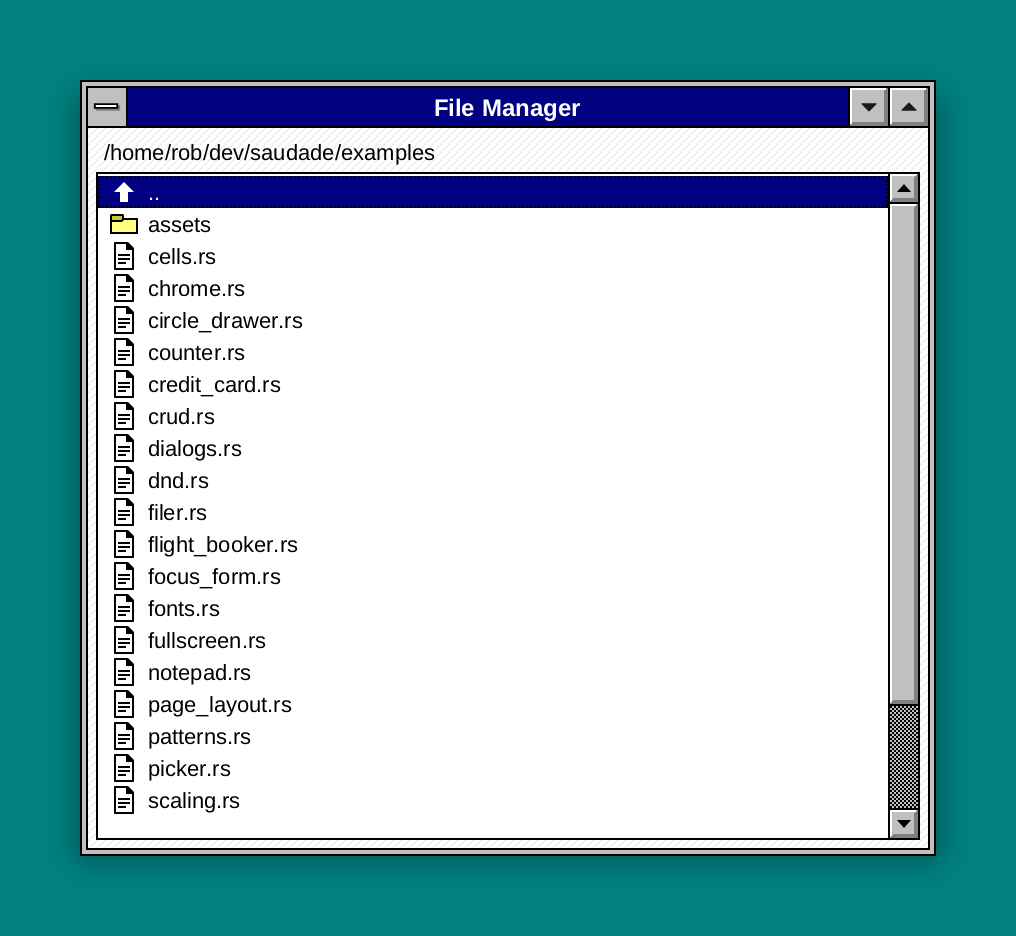 File Manager
/home/rob/dev/saudade/examples
..
assets
cells.rs
chrome.rs
circle_drawer.rs
counter.rs
credit_card.rs
crud.rs
dialogs.rs
dnd.rs
filer.rs
flight_booker.rs
focus_form.rs
fonts.rs
fullscreen.rs
notepad.rs
page_layout.rs
patterns.rs
picker.rs
scaling.rs